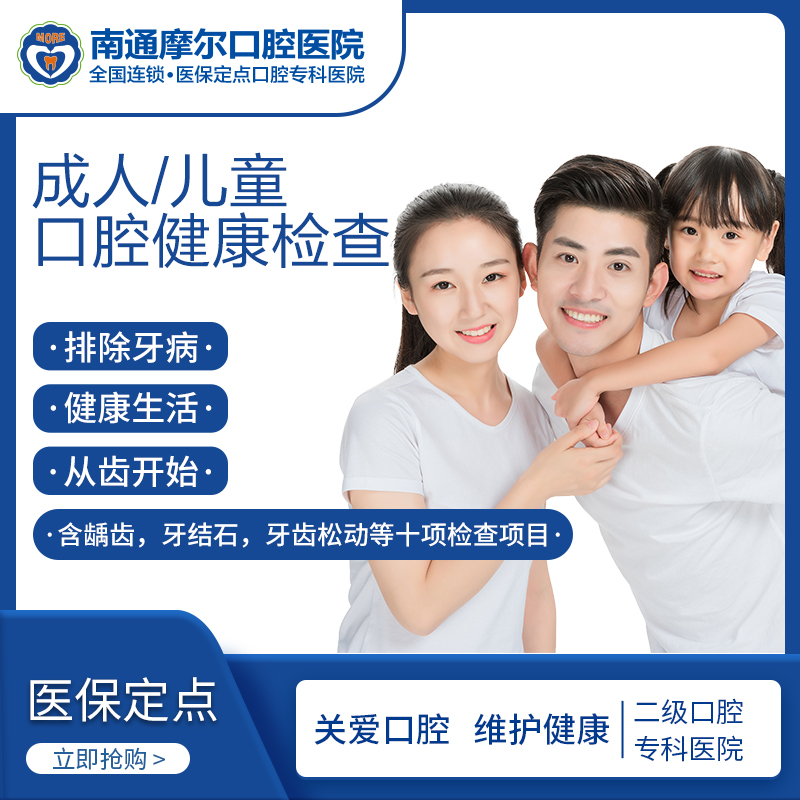 MORE
南通摩尔口腔医院
全国连锁·医保定点口腔专科医院
成人/儿童
口腔健康检查
·排除牙病·
·健康生活·
·从齿开始·
·含龋齿，牙结石，牙齿松动等十项检查项目·
医保定点
立即抢购 >
关爱口腔 维护健康
二级口腔
专科医院